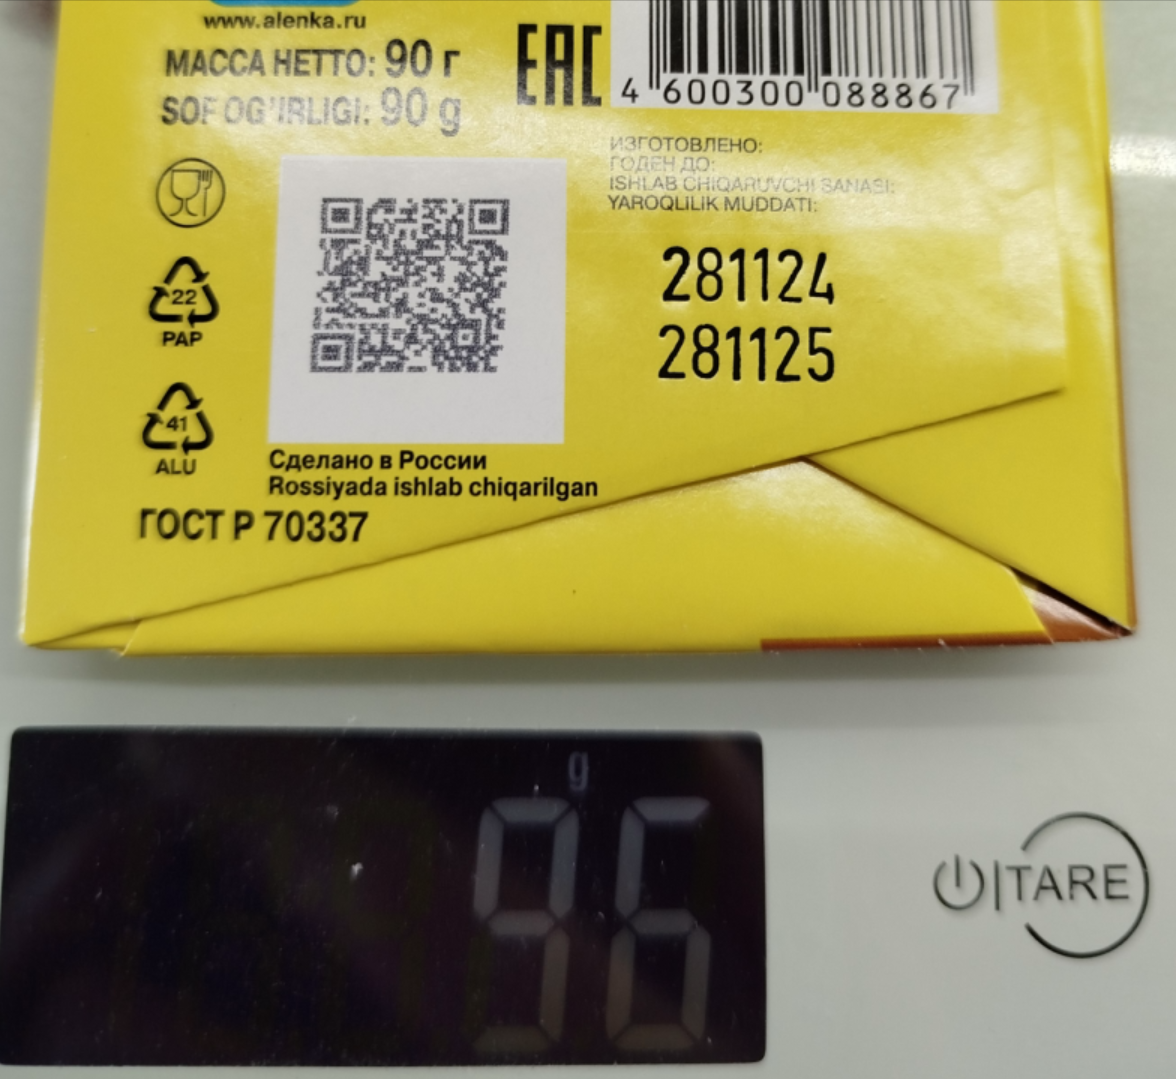 www.alenka.ru
МАССА НЕТТО: 90 г
SOF OG'IRLIGI: 90 g
EAC
4 600300 088867
ИЗГОТОВЛЕНО:
ГОДЕН ДО:
ISHLAB CHIQARUVCHI SANASI:
YAROQLILIK MUDDATI:
281124
281125
22
PAP
41
ALU
Сделано в России
Rossiyada ishlab chiqarilgan
ГОСТ Р 70337
g
96
TARE